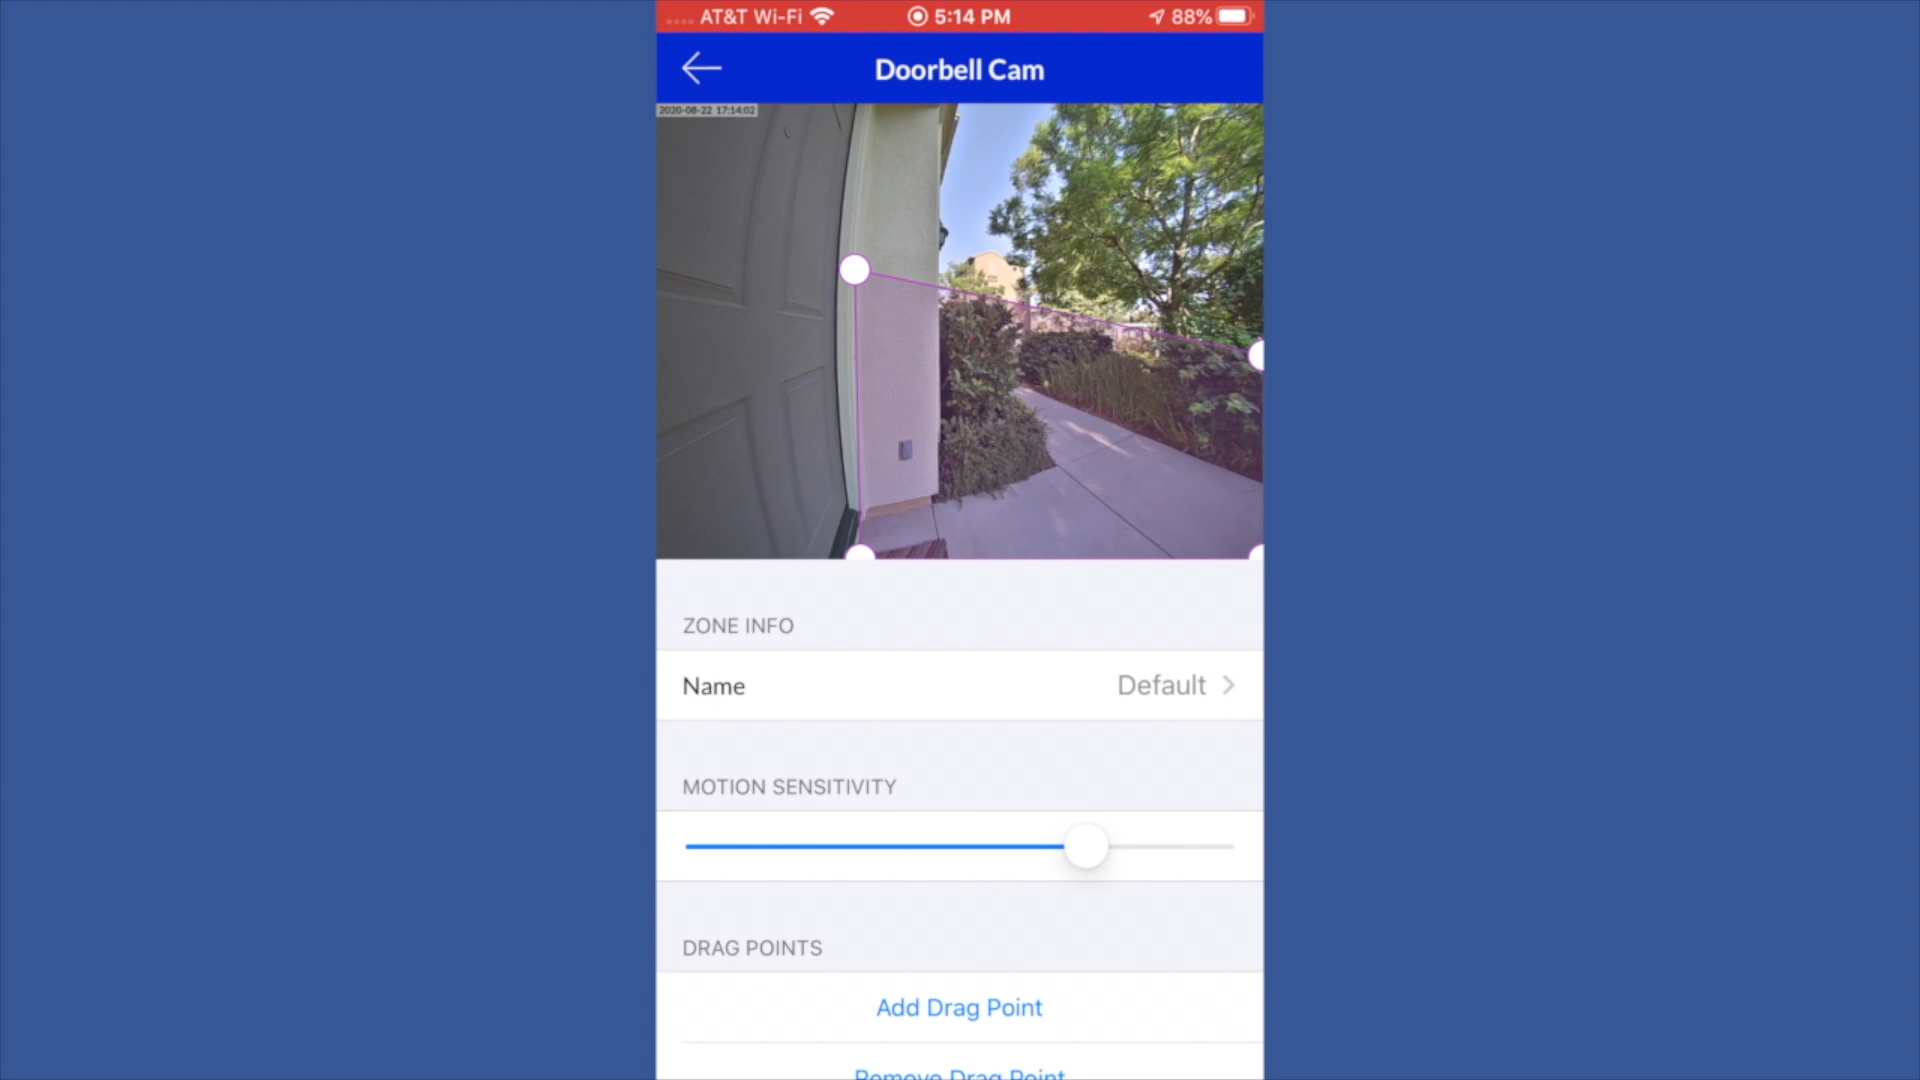 AT&T Wi-Fi 5:14 PM 88%
Doorbell Cam
2020-08-22 17:14:02
ZONE INFO
Name Default
MOTION SENSITIVITY
DRAG POINTS
Add Drag Point
Remove Drag Point